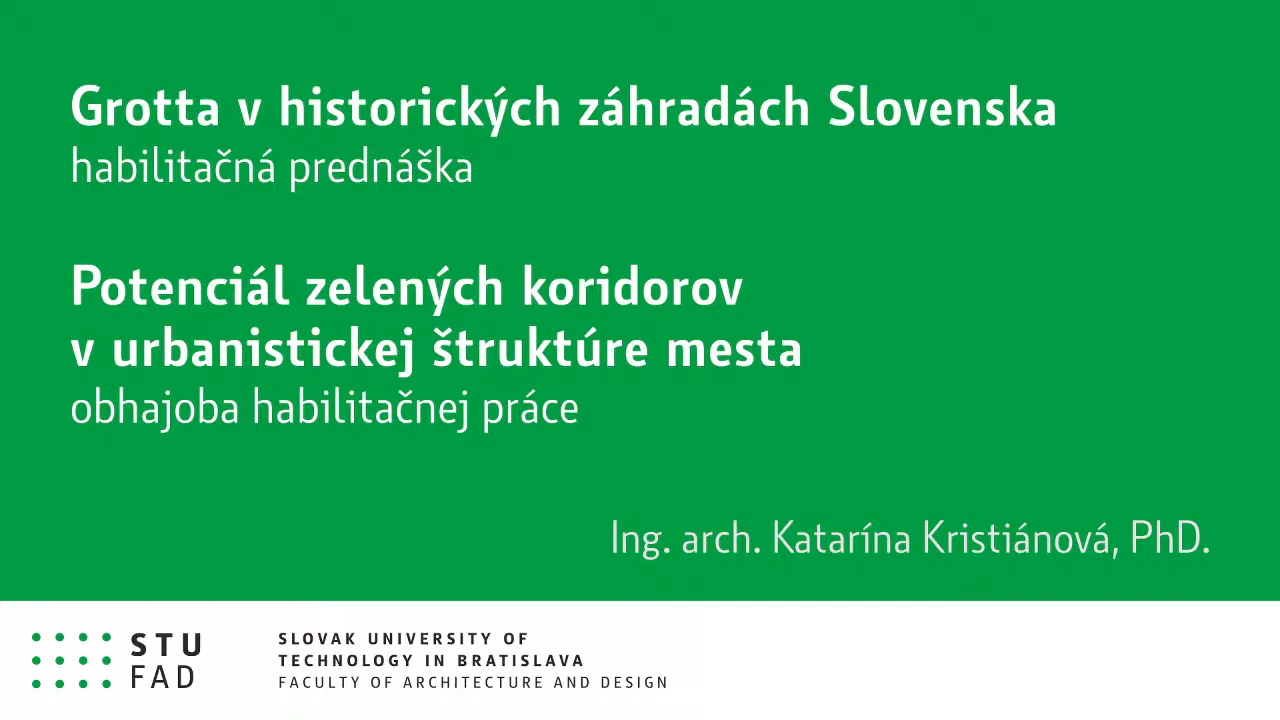 Grotta v historických záhradách Slovenska
habilitačná prednáška
Potenciál zelených koridorov
v urbanistickej štruktúre mesta
obhajoba habilitačnej práce
Ing. arch. Katarína Kristiánová, PhD.
STU
FAD
SLOVAK UNIVERSITY OF
TECHNOLOGY IN BRATISLAVA
FACULTY OF ARCHITECTURE AND DESIGN